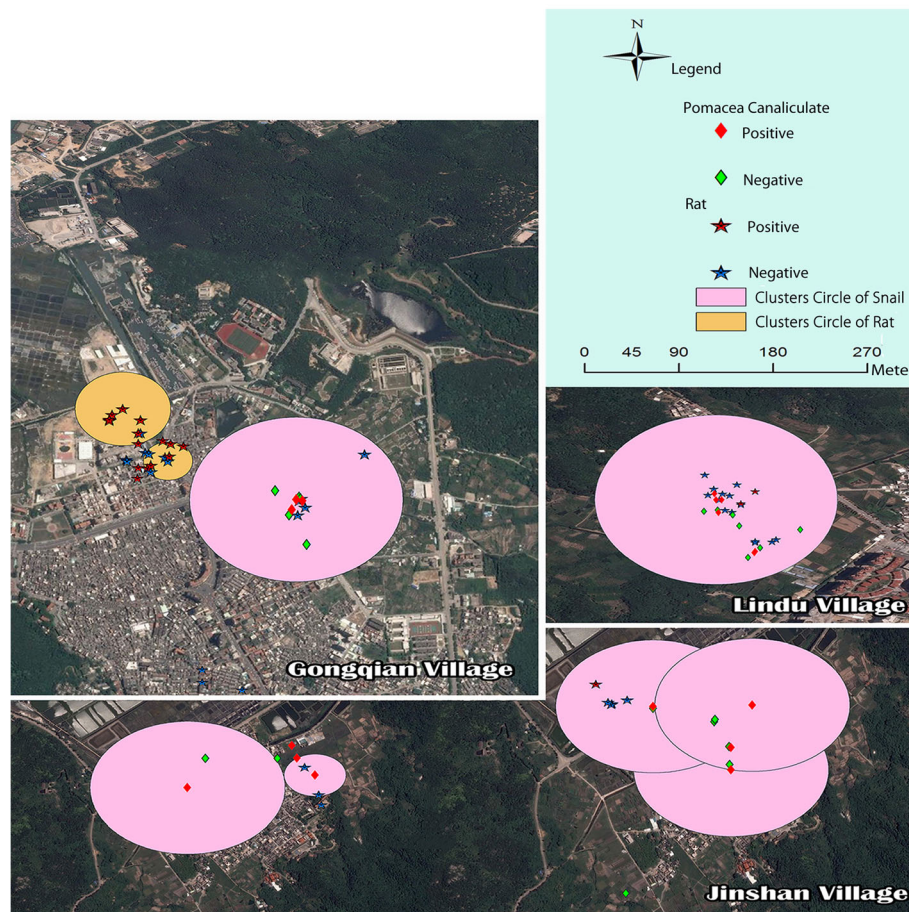 N
Legend
Pomacea Canaliculate
Positive
Negative
Rat
Positive
Negative
Clusters Circle of Snail
Clusters Circle of Rat
0 45 90 180 270
Mete
Lindu Village
Gongqian Village
Jinshan Village